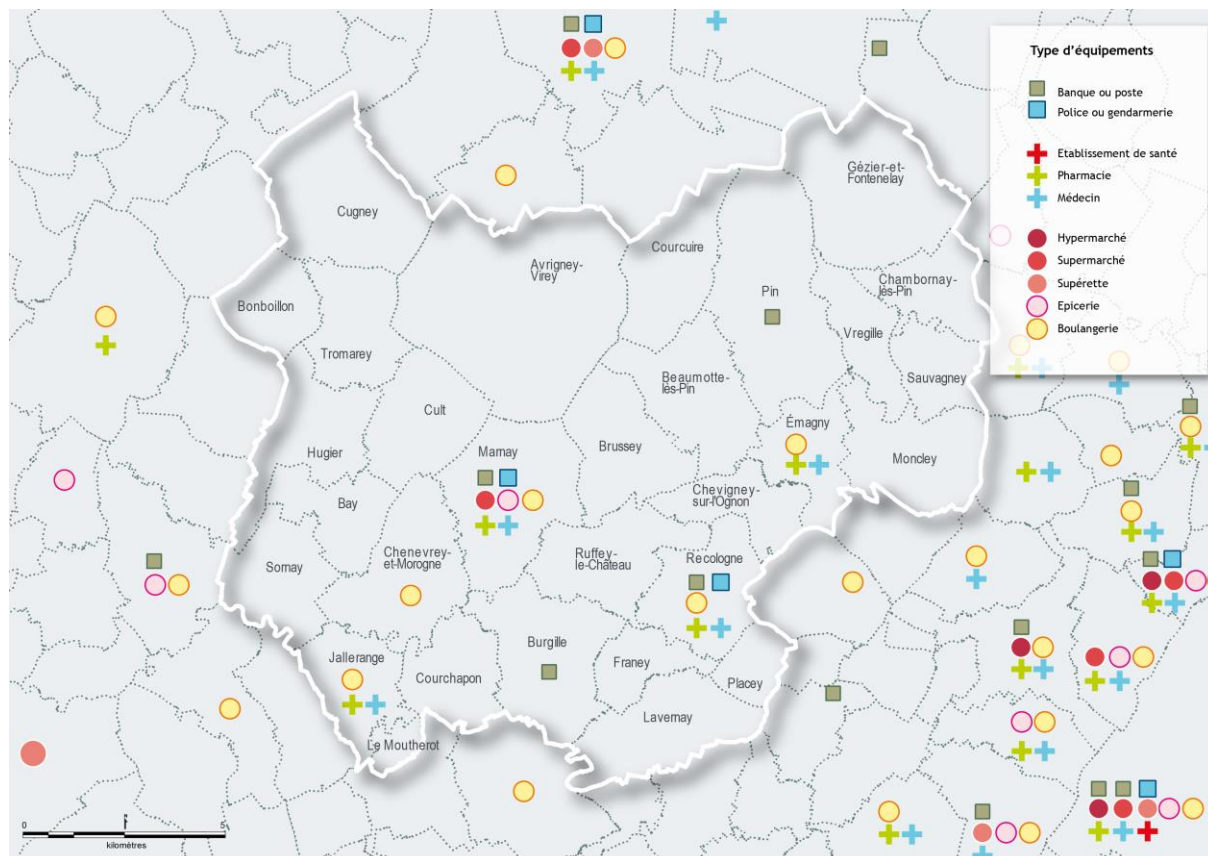 Type d'équipements
Banque ou poste
Police ou gendarmerie
Etablissement de santé
Pharmacie
Médecin
Hypermarché
Supermarché
Supérette
Epicerie
Boulangerie
Gézier-et-
Fontenelay
Cugney
Courcuire
Avrigney-
Virey
Chambornay-
lès-Pin
Pin
Bonboillon
Vregille
Tromarey
Beaumotte-
lès-Pin
Sauvagney
Cult
Émagny
Brussey
Hugier
Marnay
Moncley
Bay
Chevigney-
sur-l'Ognon
Chenevrey-
et-Morogne
Ruffey-
le-Château
Recologne
Sornay
Burgille
Jallerange
Franey
Courchapon
Placey
Lavernay
Le Moutherot
0 5
kilomètres